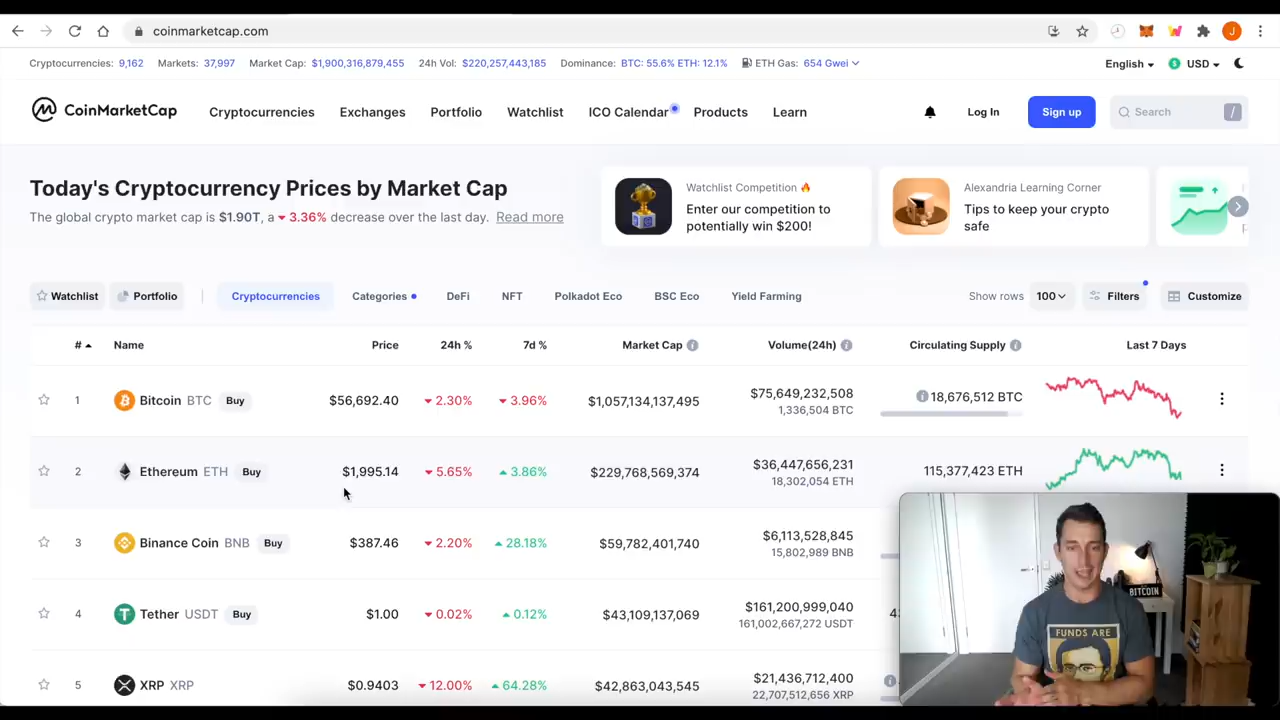 coinmarketcap.com
J
Cryptocurrencies: 9,162 Markets: 37,997 Market Cap: $1,900,316,879,455 24h Vol: $220,257,443,185 Dominance: BTC: 55.6% ETH: 12.1% ETH Gas: 654 Gwei English USD
CoinMarketCap Cryptocurrencies Exchanges Portfolio Watchlist ICO Calendar Products Learn Log In Sign up Search /
Today's Cryptocurrency Prices by Market Cap
The global crypto market cap is $1.90T, a 3.36% decrease over the last day. Read more
Watchlist Competition 🔥
Enter our competition to
potentially win $200!
Alexandria Learning Corner
Tips to keep your crypto
safe
Watchlist Portfolio Cryptocurrencies Categories DeFi NFT Polkadot Eco BSC Eco Yield Farming Show rows 100 Filters Customize
# Name Price 24h % 7d % Market Cap Volume(24h) Circulating Supply Last 7 Days
1 Bitcoin BTC Buy $56,692.40 2.30% 3.96% $1,057,134,137,495 $75,649,232,508 18,676,512 BTC
1,336,504 BTC
2 Ethereum ETH Buy $1,995.14 5.65% 3.86% $229,768,569,374 $36,447,656,231 115,377,423 ETH
18,302,054 ETH
3 Binance Coin BNB Buy $387.46 2.20% 28.18% $59,782,401,740 $6,113,528,845
15,802,989 BNB
4 Tether USDT Buy $1.00 0.02% 0.12% $43,109,137,069 $161,200,999,040
161,002,667,272 USDT
5 XRP XRP $0.9403 12.00% 64.28% $42,863,043,545 $21,436,712,400
22,707,512,656 XRP
BITCOIN
FUNDS ARE